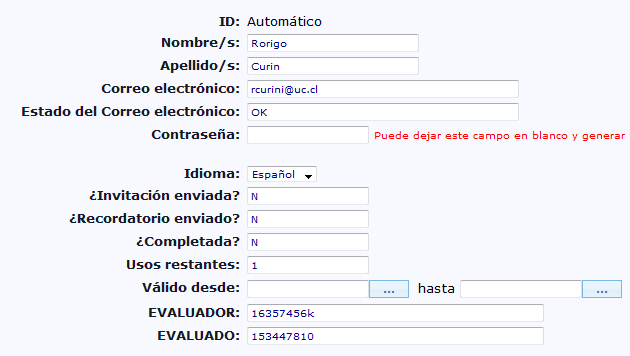 ID: Automático
Nombre/s: Rorigo
Apellido/s: Curin
Correo electrónico: rcurini@uc.cl
Estado del Correo electrónico: OK
Contraseña: Puede dejar este campo en blanco y generar
Idioma: Español
¿Invitación enviada? N
¿Recordatorio enviado? N
¿Completada? N
Usos restantes: 1
Válido desde: ... hasta ...
EVALUADOR: 16357456k
EVALUADO: 153447810